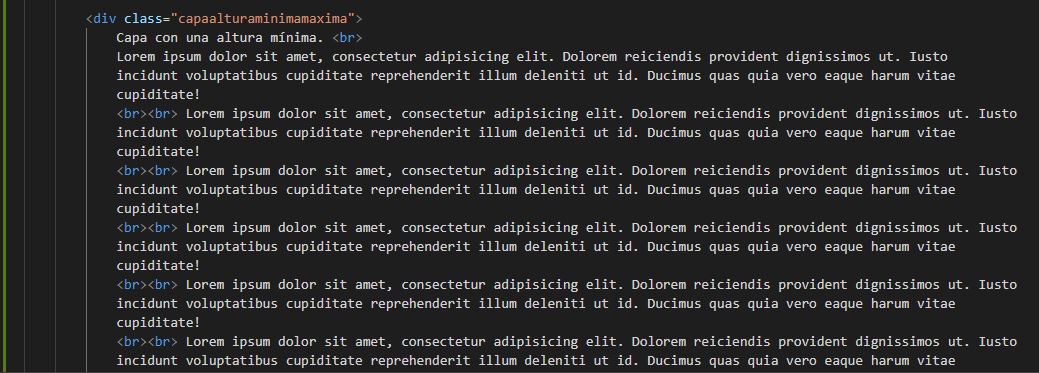 <div class="capaalturaminimamaxima">
Capa con una altura mínima. <br>
Lorem ipsum dolor sit amet, consectetur adipisicing elit. Dolorem reiciendis provident dignissimos ut. Iusto
incidunt voluptatibus cupiditate reprehenderit illum deleniti ut id. Ducimus quas quia vero eaque harum vitae
cupiditate!
<br><br> Lorem ipsum dolor sit amet, consectetur adipisicing elit. Dolorem reiciendis provident dignissimos ut. Iusto
incidunt voluptatibus cupiditate reprehenderit illum deleniti ut id. Ducimus quas quia vero eaque harum vitae
cupiditate!
<br><br> Lorem ipsum dolor sit amet, consectetur adipisicing elit. Dolorem reiciendis provident dignissimos ut. Iusto
incidunt voluptatibus cupiditate reprehenderit illum deleniti ut id. Ducimus quas quia vero eaque harum vitae
cupiditate!
<br><br> Lorem ipsum dolor sit amet, consectetur adipisicing elit. Dolorem reiciendis provident dignissimos ut. Iusto
incidunt voluptatibus cupiditate reprehenderit illum deleniti ut id. Ducimus quas quia vero eaque harum vitae
cupiditate!
<br><br> Lorem ipsum dolor sit amet, consectetur adipisicing elit. Dolorem reiciendis provident dignissimos ut. Iusto
incidunt voluptatibus cupiditate reprehenderit illum deleniti ut id. Ducimus quas quia vero eaque harum vitae
cupiditate!
<br><br> Lorem ipsum dolor sit amet, consectetur adipisicing elit. Dolorem reiciendis provident dignissimos ut. Iusto
incidunt voluptatibus cupiditate reprehenderit illum deleniti ut id. Ducimus quas quia vero eaque harum vitae